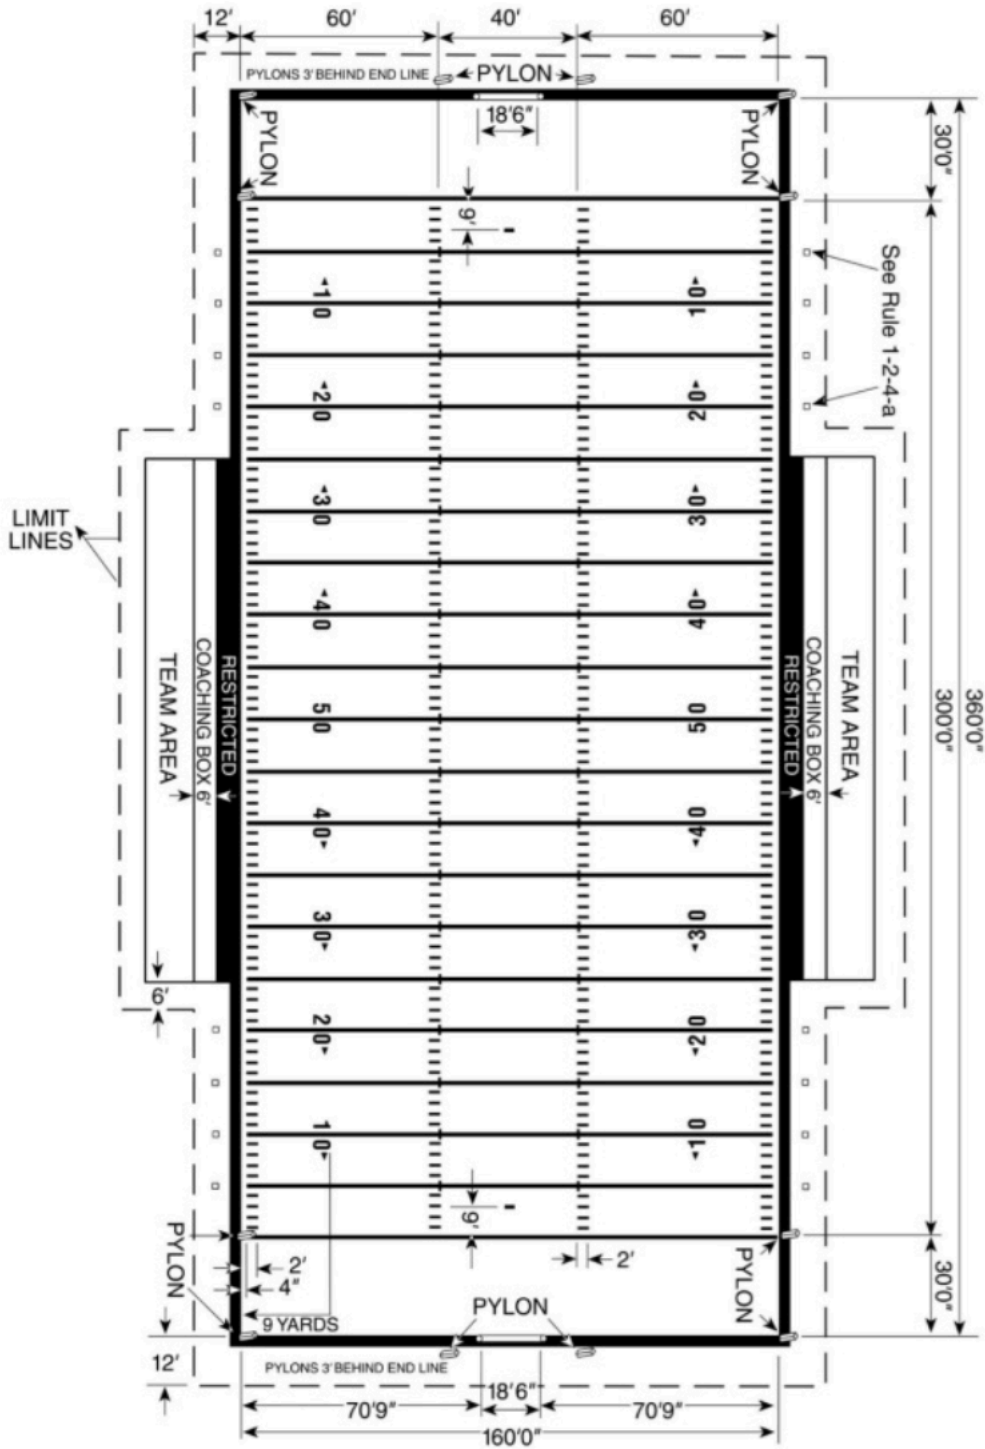 12'
60'
40'
60'
PYLONS 3' BEHIND END LINE
PYLON
18'6"
PYLON
PYLON
30'0"
9'
See Rule 1-2-4-a
10
10
20
20
30
30
LIMIT
LINES
40
40
TEAM AREA
COACHING BOX 6'
RESTRICTED
50
50
RESTRICTED
COACHING BOX 6'
TEAM AREA
300'0"
360'0"
40
40
30
30
6'
20
20
10
10
9'
PYLON
2'
4"
9 YARDS
2'
PYLON
30'0"
PYLON
12'
PYLONS 3' BEHIND END LINE
18'6"
70'9"
70'9"
160'0"